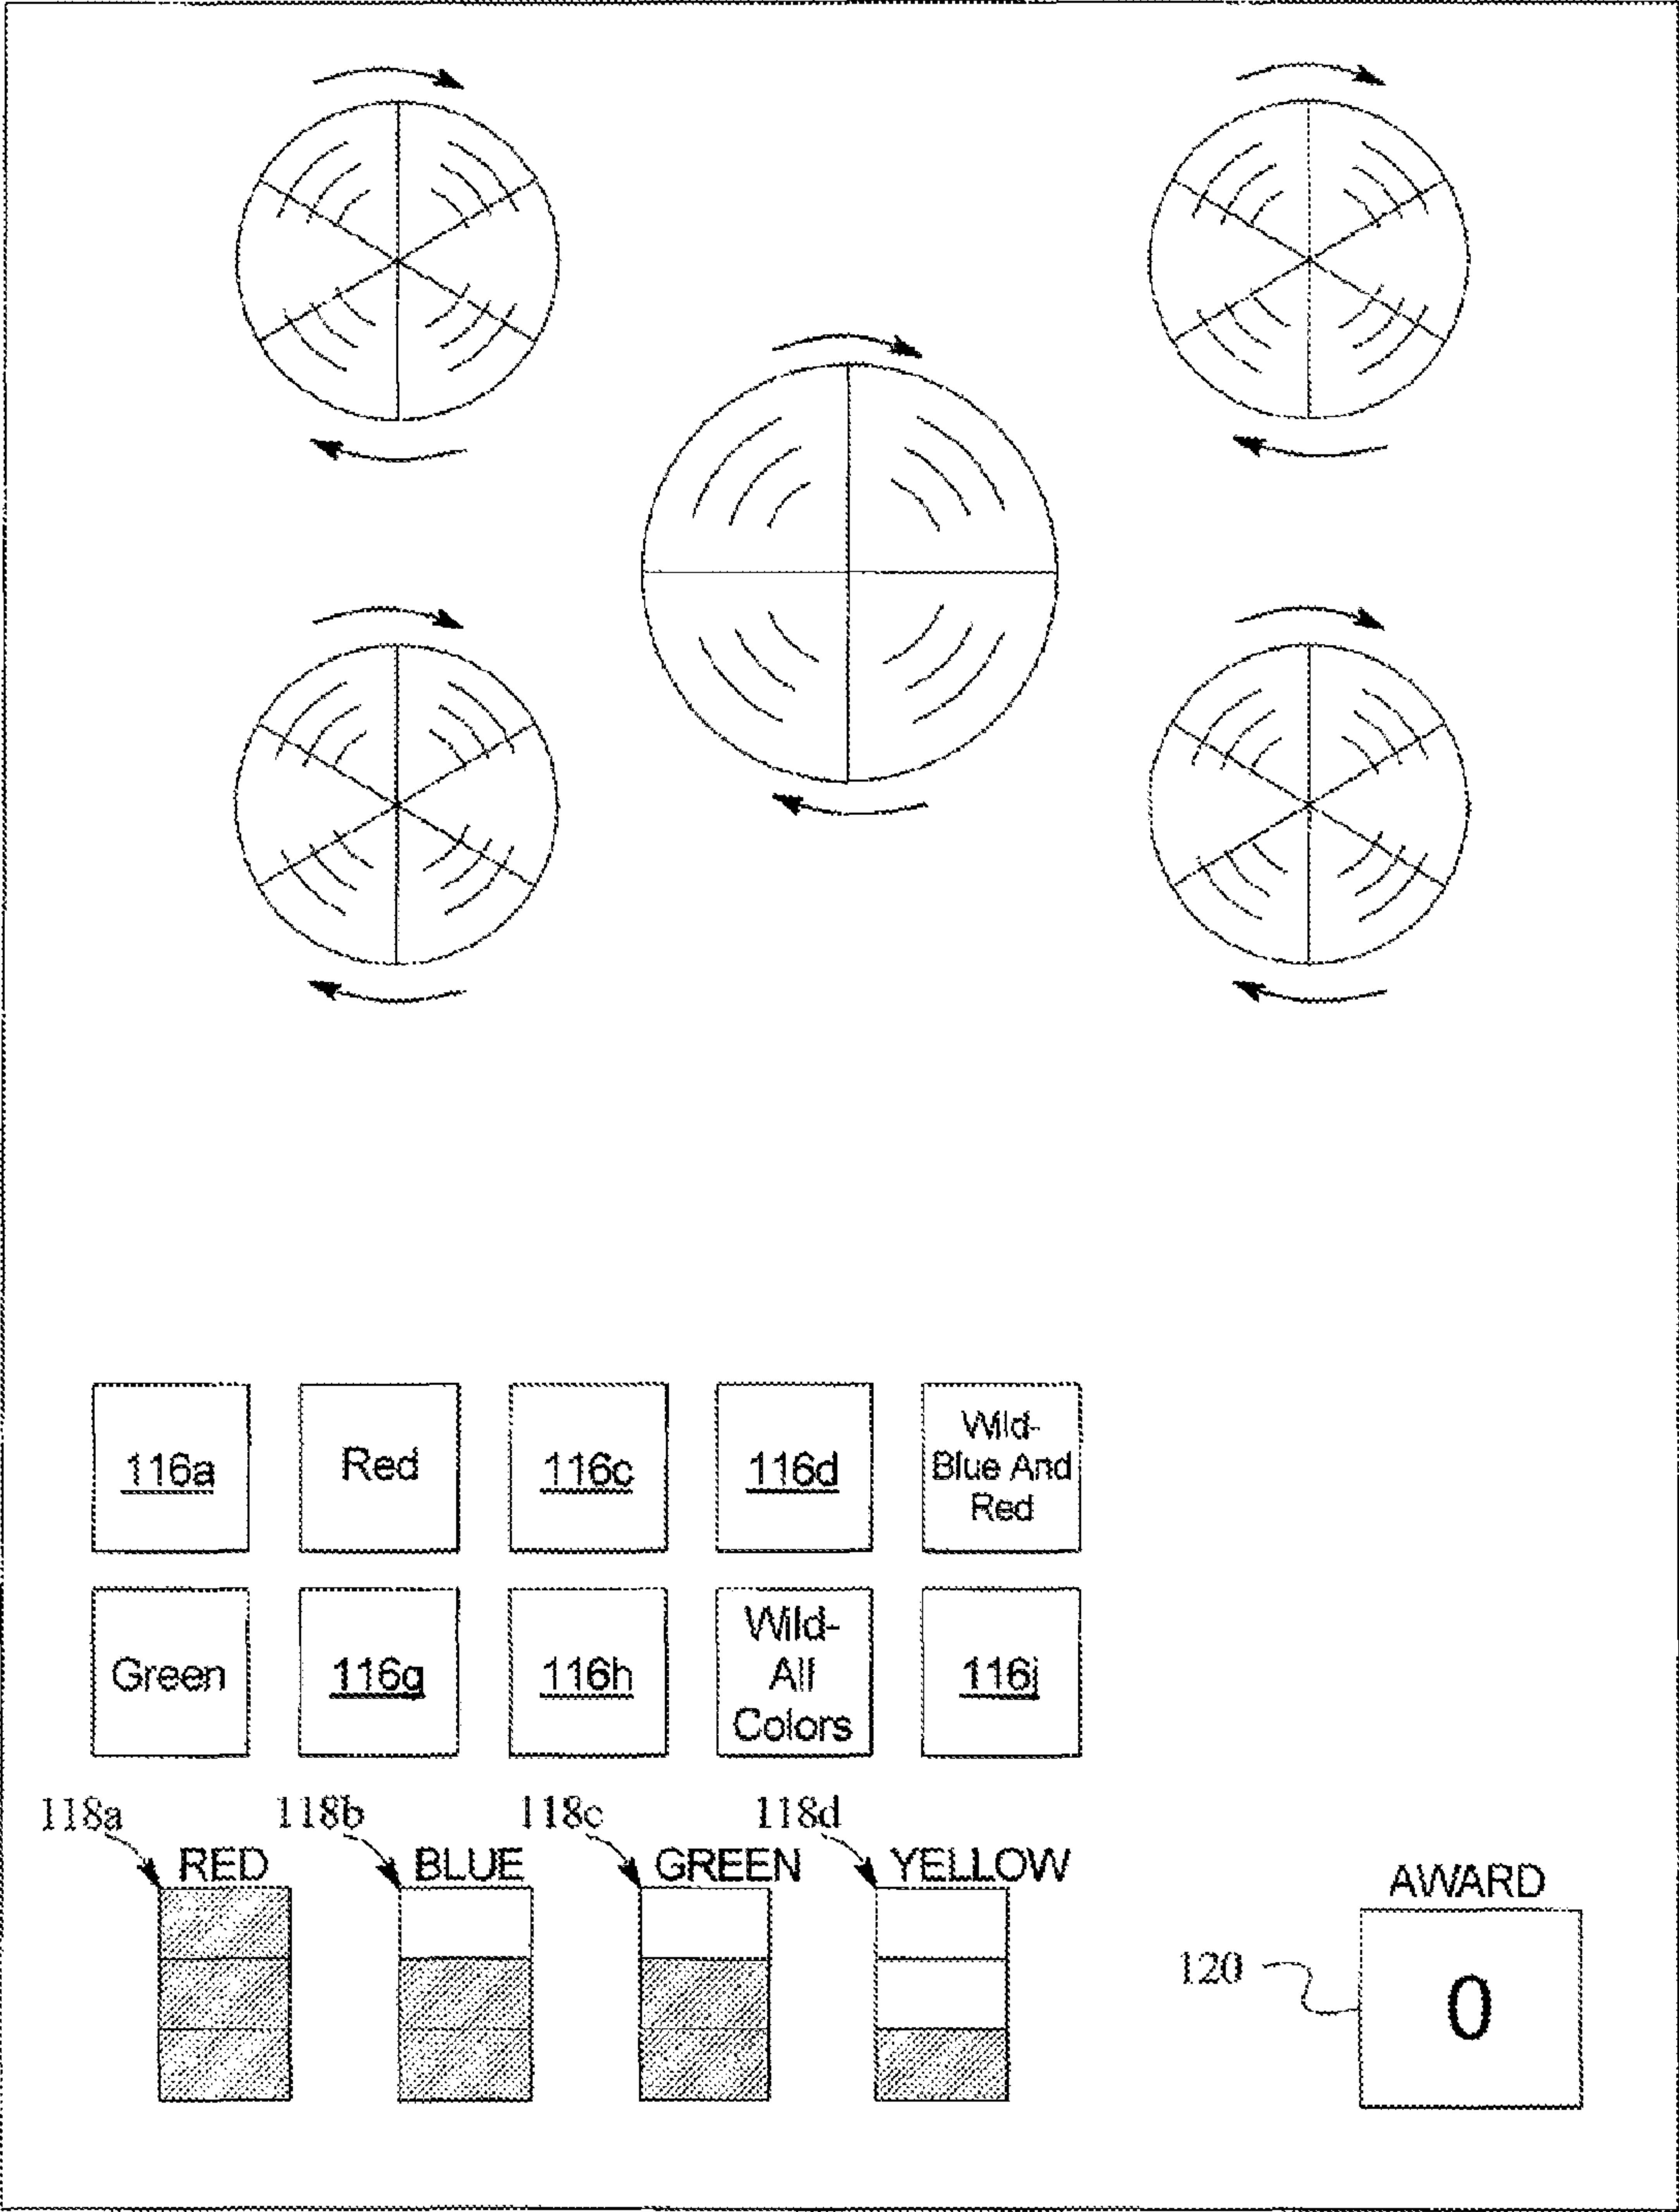 116a
Red
116c
116d
Wild-
Blue And
Red
Green
116g
116h
Wild-
All
Colors
116j
118a
118b
118c
118d
RED
BLUE
GREEN
YELLOW
AWARD
120
0